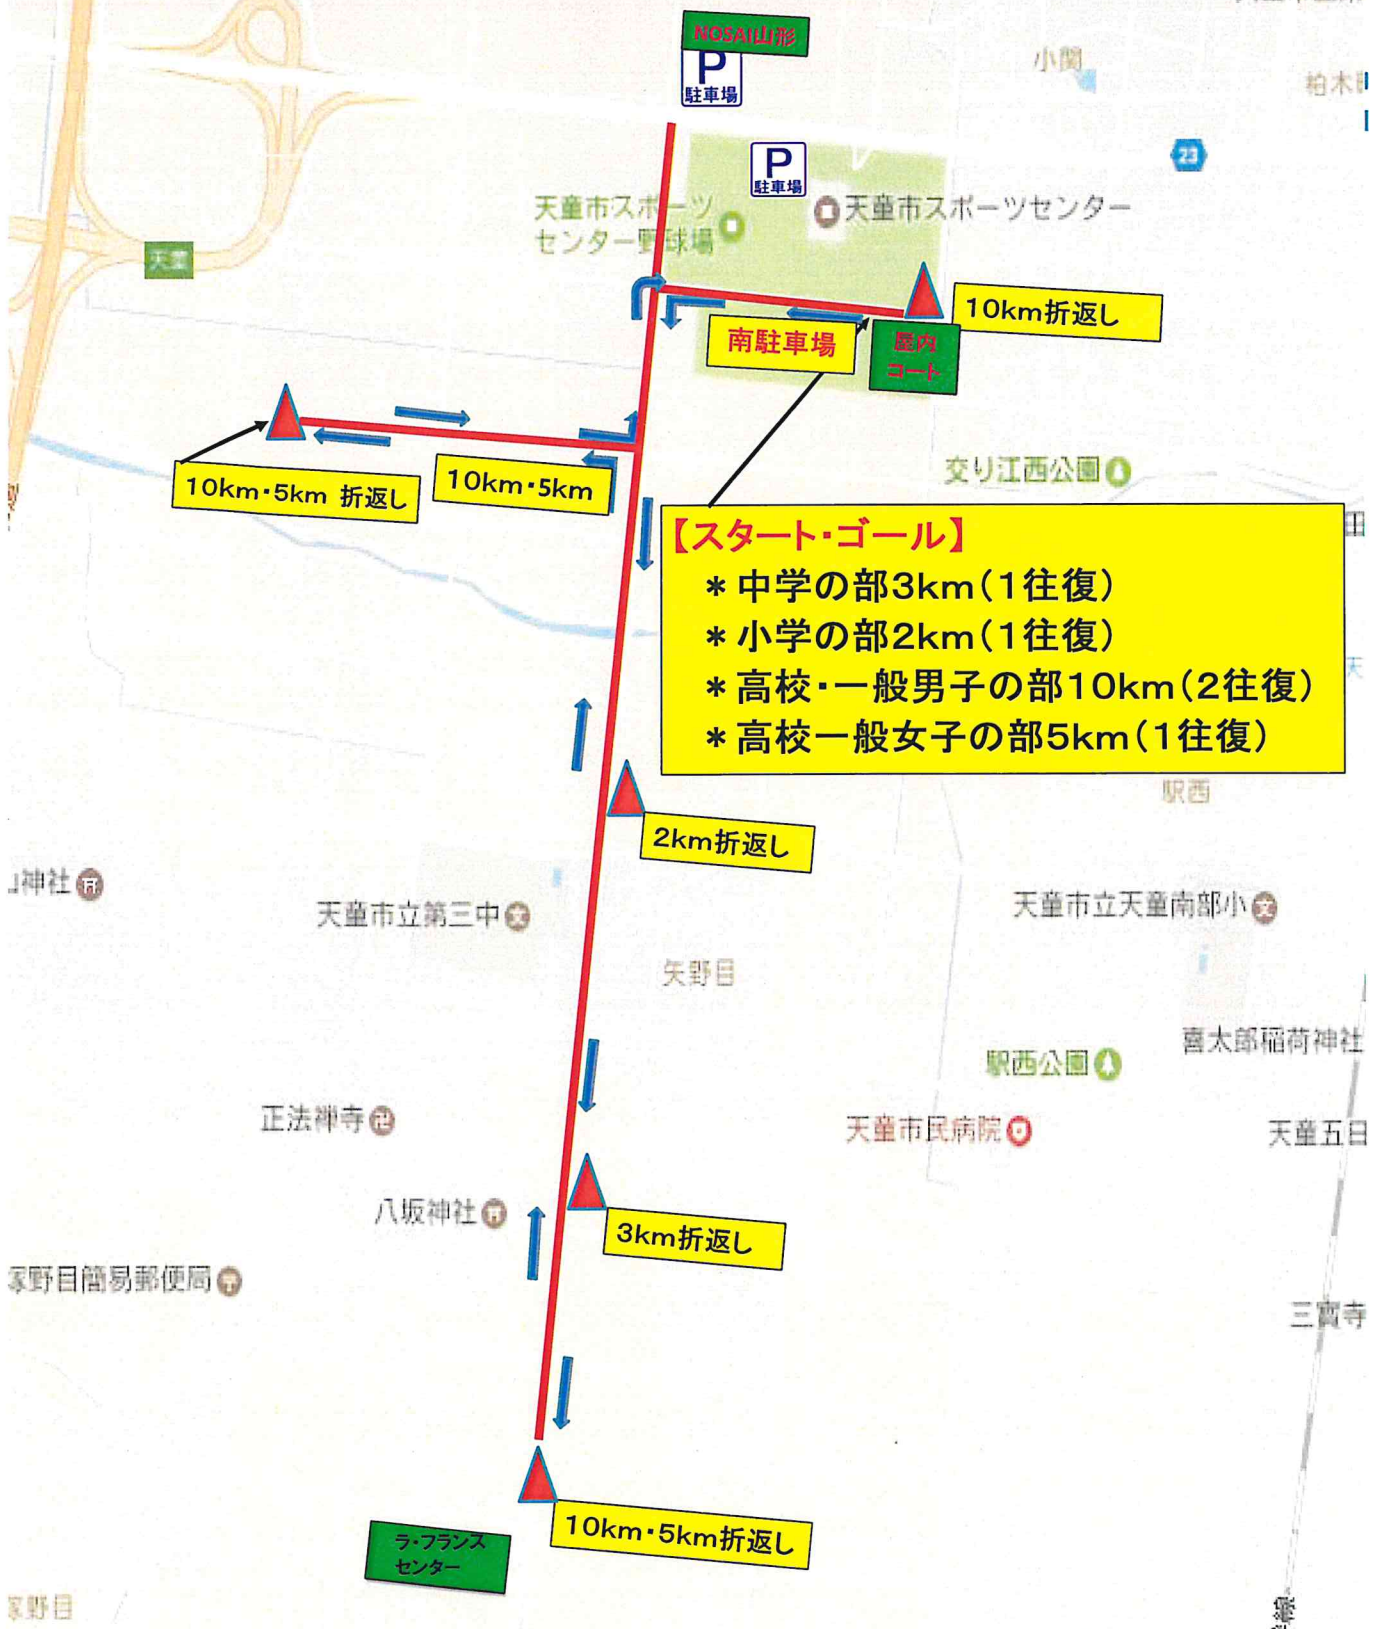 NOSAI山形
P
駐車場
小関
柏木
23
P
駐車場
天童市スポーツ
センター野球場
天童市スポーツセンター
天童
10km折返し
南駐車場
屋内
コート
10km・5km 折返し
10km・5km
交り江西公園
【スタート・ゴール】
＊中学の部3km(1往復)
＊小学の部2km(1往復)
＊高校・一般男子の部10km(2往復)
＊高校一般女子の部5km(1往復)
田
天
駅西
2km折返し
神社
天童市立第三中
文
天童市立天童南部小
文
矢野目
喜太郎稲荷神社
駅西公園
正法禅寺
卍
天童市民病院
天童五日
八坂神社
3km折返し
塚野目簡易郵便局
三寳寺
10km・5km折返し
ラ・フランス
センター
塚野目